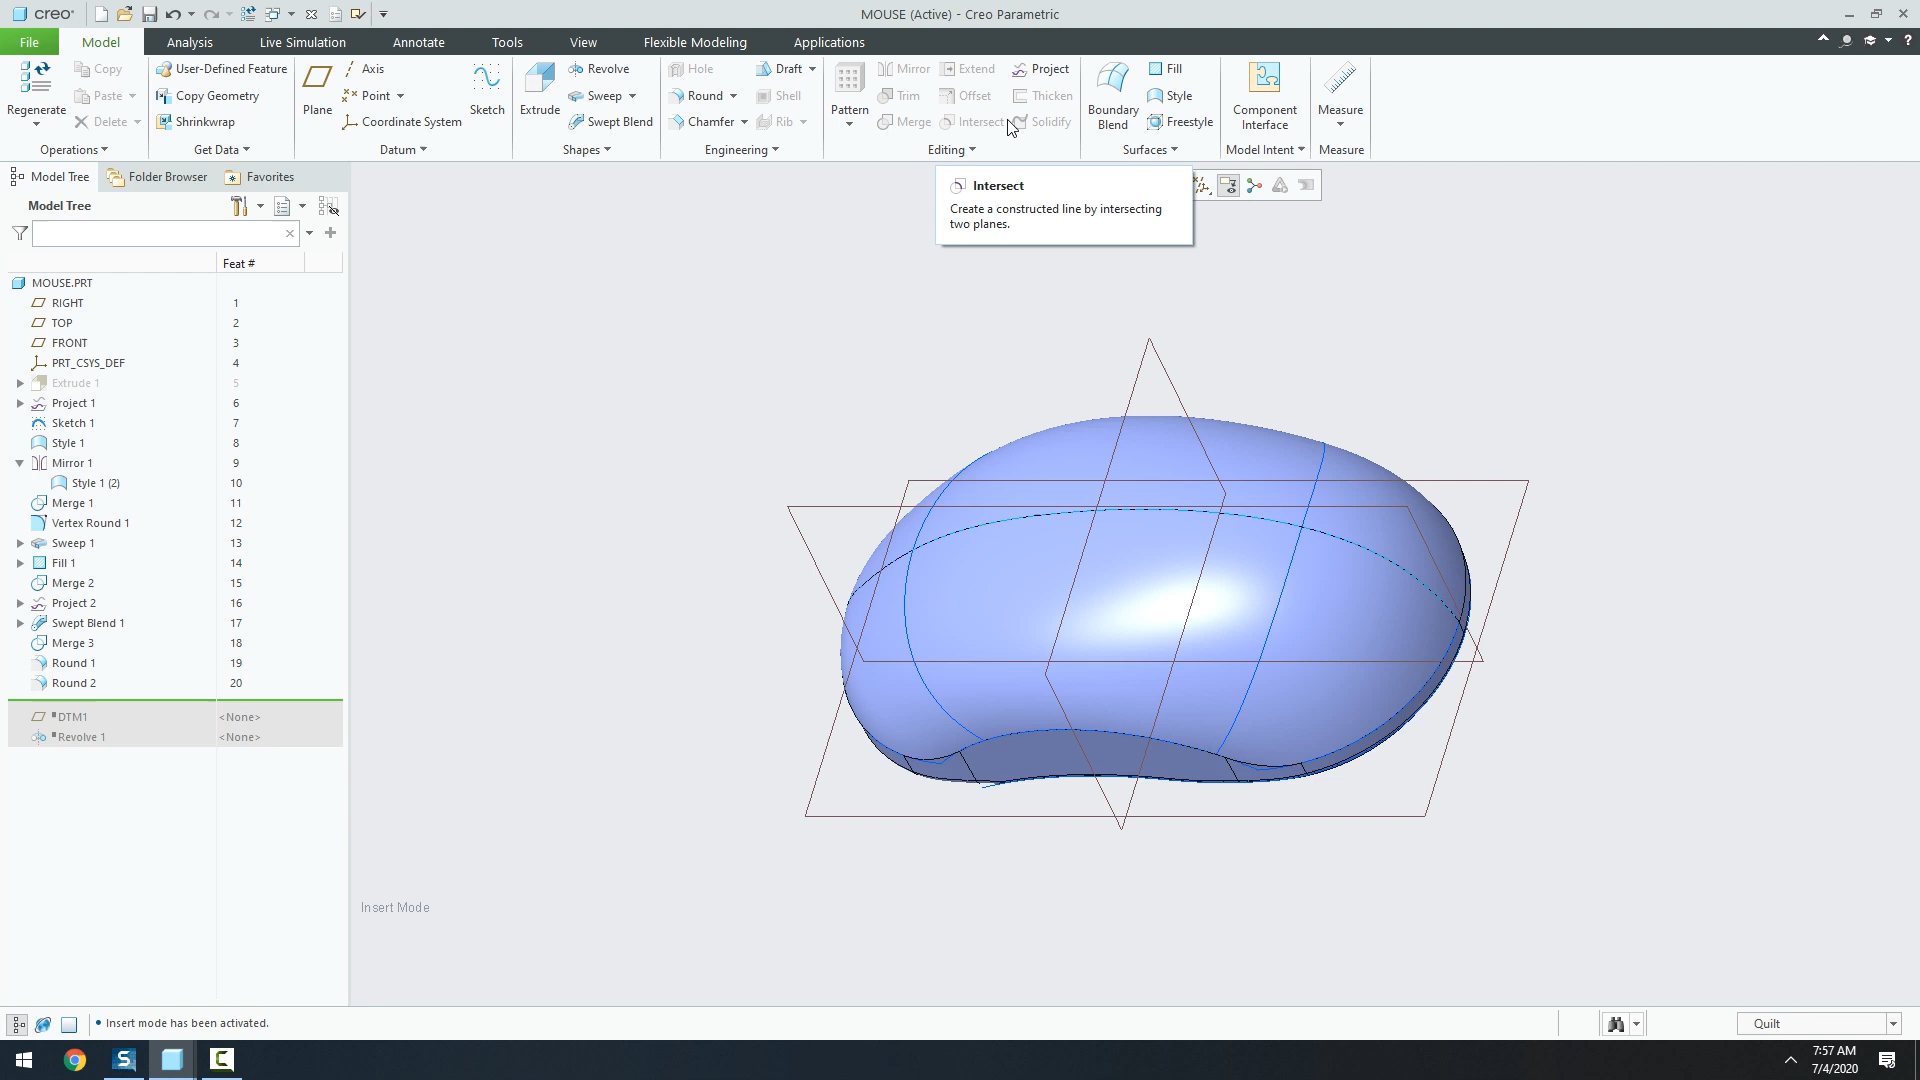 creo
MOUSE (Active) - Creo Parametric
File Model Analysis Live Simulation Annotate Tools View Flexible Modeling Applications
Regenerate Copy Paste Delete
Operations
User-Defined Feature
Copy Geometry
Shrinkwrap
Get Data
Plane Axis Point Coordinate System Sketch
Datum
Extrude Revolve Sweep Swept Blend
Shapes
Hole Round Chamfer Draft Shell Rib
Engineering
Pattern Mirror Trim Merge Extend Offset Intersect Project Thicken Solidify
Editing
Boundary Blend Fill Style Freestyle
Surfaces
Component Interface
Model Intent
Measure
Measure
Model Tree Folder Browser Favorites
Model Tree
Feat #
MOUSE.PRT
RIGHT 1
TOP 2
FRONT 3
PRT_CSYS_DEF 4
Extrude 1 5
Project 1 6
Sketch 1 7
Style 1 8
Mirror 1 9
Style 1 (2) 10
Merge 1 11
Vertex Round 1 12
Sweep 1 13
Fill 1 14
Merge 2 15
Project 2 16
Swept Blend 1 17
Merge 3 18
Round 1 19
Round 2 20
DTM1 <None>
Revolve 1 <None>
Intersect
Create a constructed line by intersecting
two planes.
Insert Mode
• Insert mode has been activated.
Quilt
7:57 AM
7/4/2020